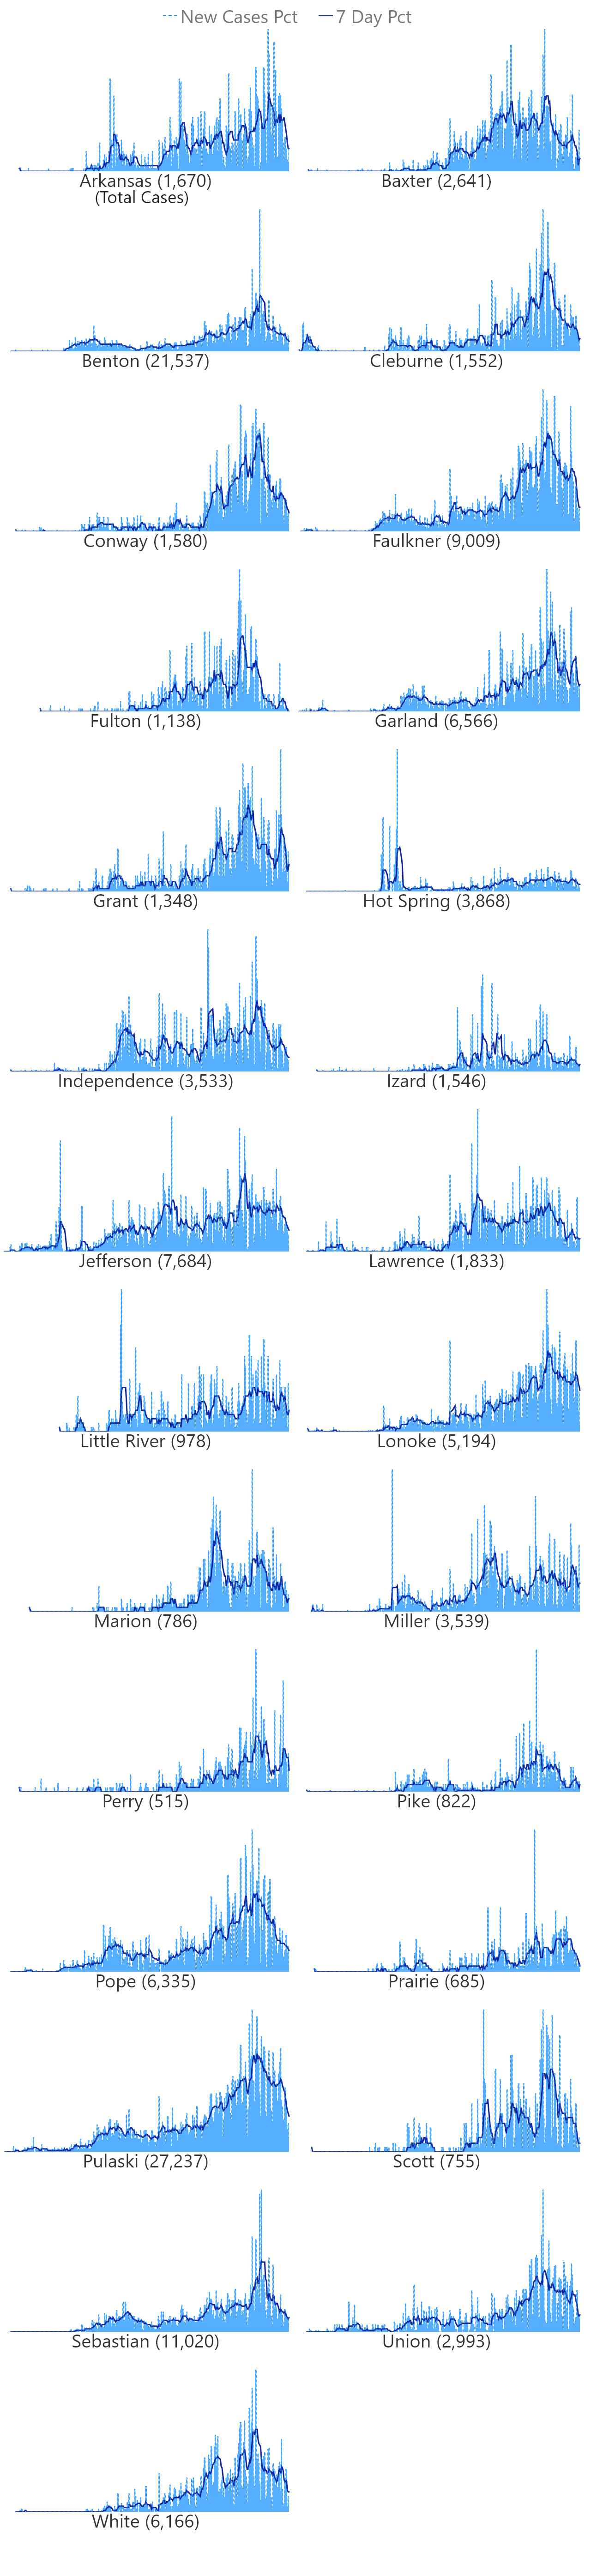 New Cases Pct 7 Day Pct
Arkansas (1,670) Baxter (2,641)
(Total Cases)
Benton (21,537) Cleburne (1,552)
Conway (1,580) Faulkner (9,009)
Fulton (1,138) Garland (6,566)
Grant (1,348) Hot Spring (3,868)
Independence (3,533) Izard (1,546)
Jefferson (7,684) Lawrence (1,833)
Little River (978) Lonoke (5,194)
Marion (786) Miller (3,539)
Perry (515) Pike (822)
Pope (6,335) Prairie (685)
Pulaski (27,237) Scott (755)
Sebastian (11,020) Union (2,993)
White (6,166)